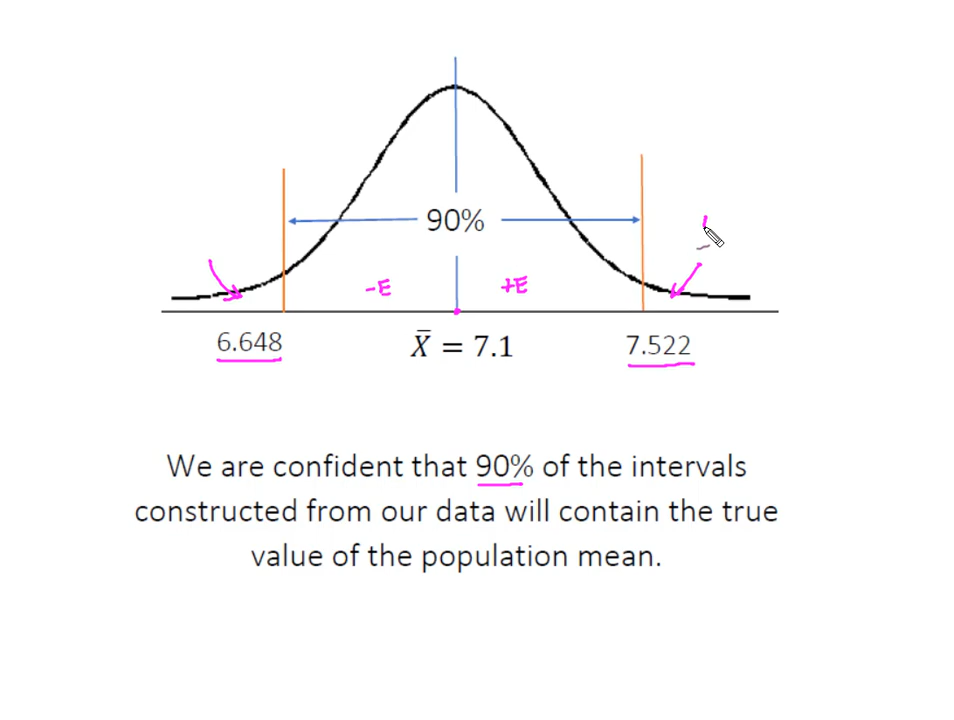 90%
-E +E
6.648 X̄ = 7.1 7.522
We are confident that 90% of the intervals
constructed from our data will contain the true
value of the population mean.